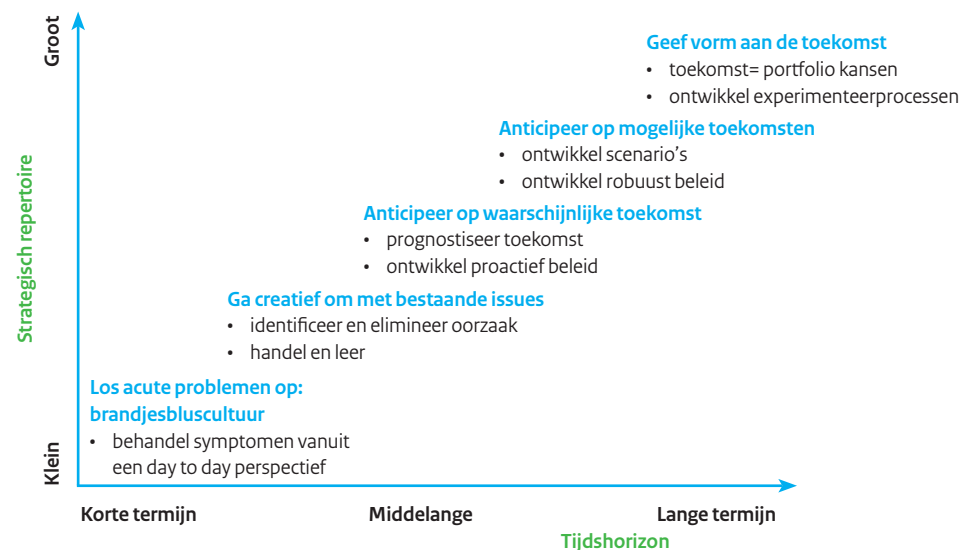 Groot
Geef vorm aan de toekomst
• toekomst= portfolio kansen
• ontwikkel experimenteerprocessen
Anticipeer op mogelijke toekomsten
• ontwikkel scenario's
• ontwikkel robuust beleid
Strategisch repertoire
Anticipeer op waarschijnlijke toekomst
• prognostiseer toekomst
• ontwikkel proactief beleid
Ga creatief om met bestaande issues
• identificeer en elimineer oorzaak
• handel en leer
Los acute problemen op:
brandjesbluscultuur
• behandel symptomen vanuit
een day to day perspectief
Klein
Korte termijn
Middelange
Lange termijn
Tijdshorizon